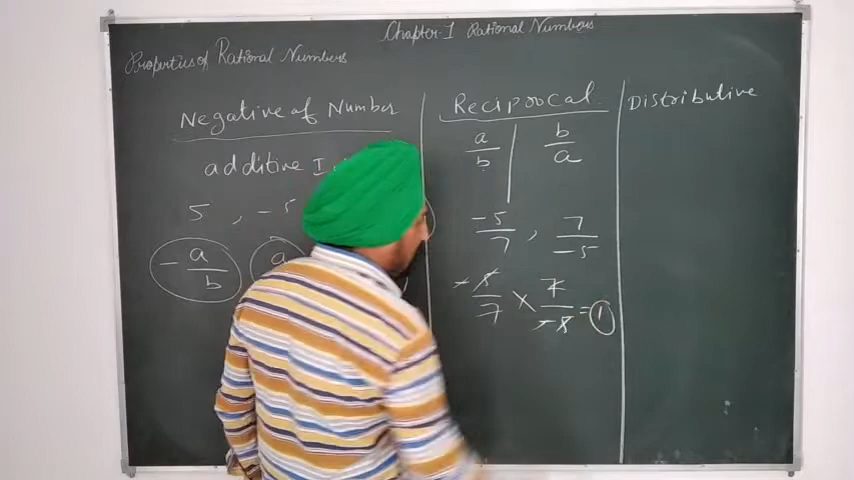 Chapter-1 Rational Numbers
Properties of Rational Numbers
Negative of Number
additive I
5 , -5
- a/b
a
Reciprocal
a/b | b/a
-5/7 , 7/-5
-5/7 × 7/-5 = 1
Distributive